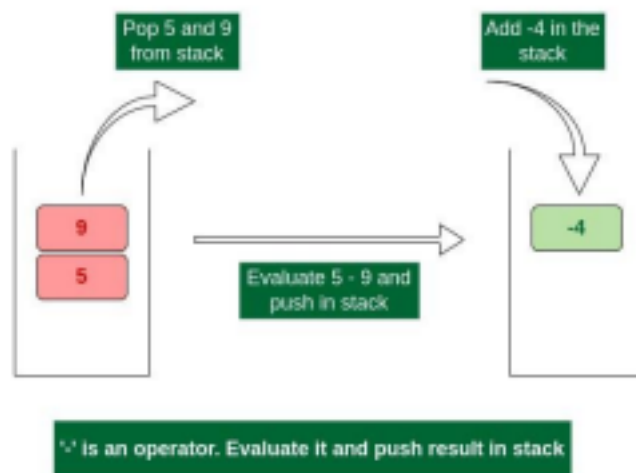 Pop 5 and 9
from stack
Add -4 in the
stack
9
5
-4
Evaluate 5 - 9 and
push in stack
'-' is an operator. Evaluate it and push result in stack